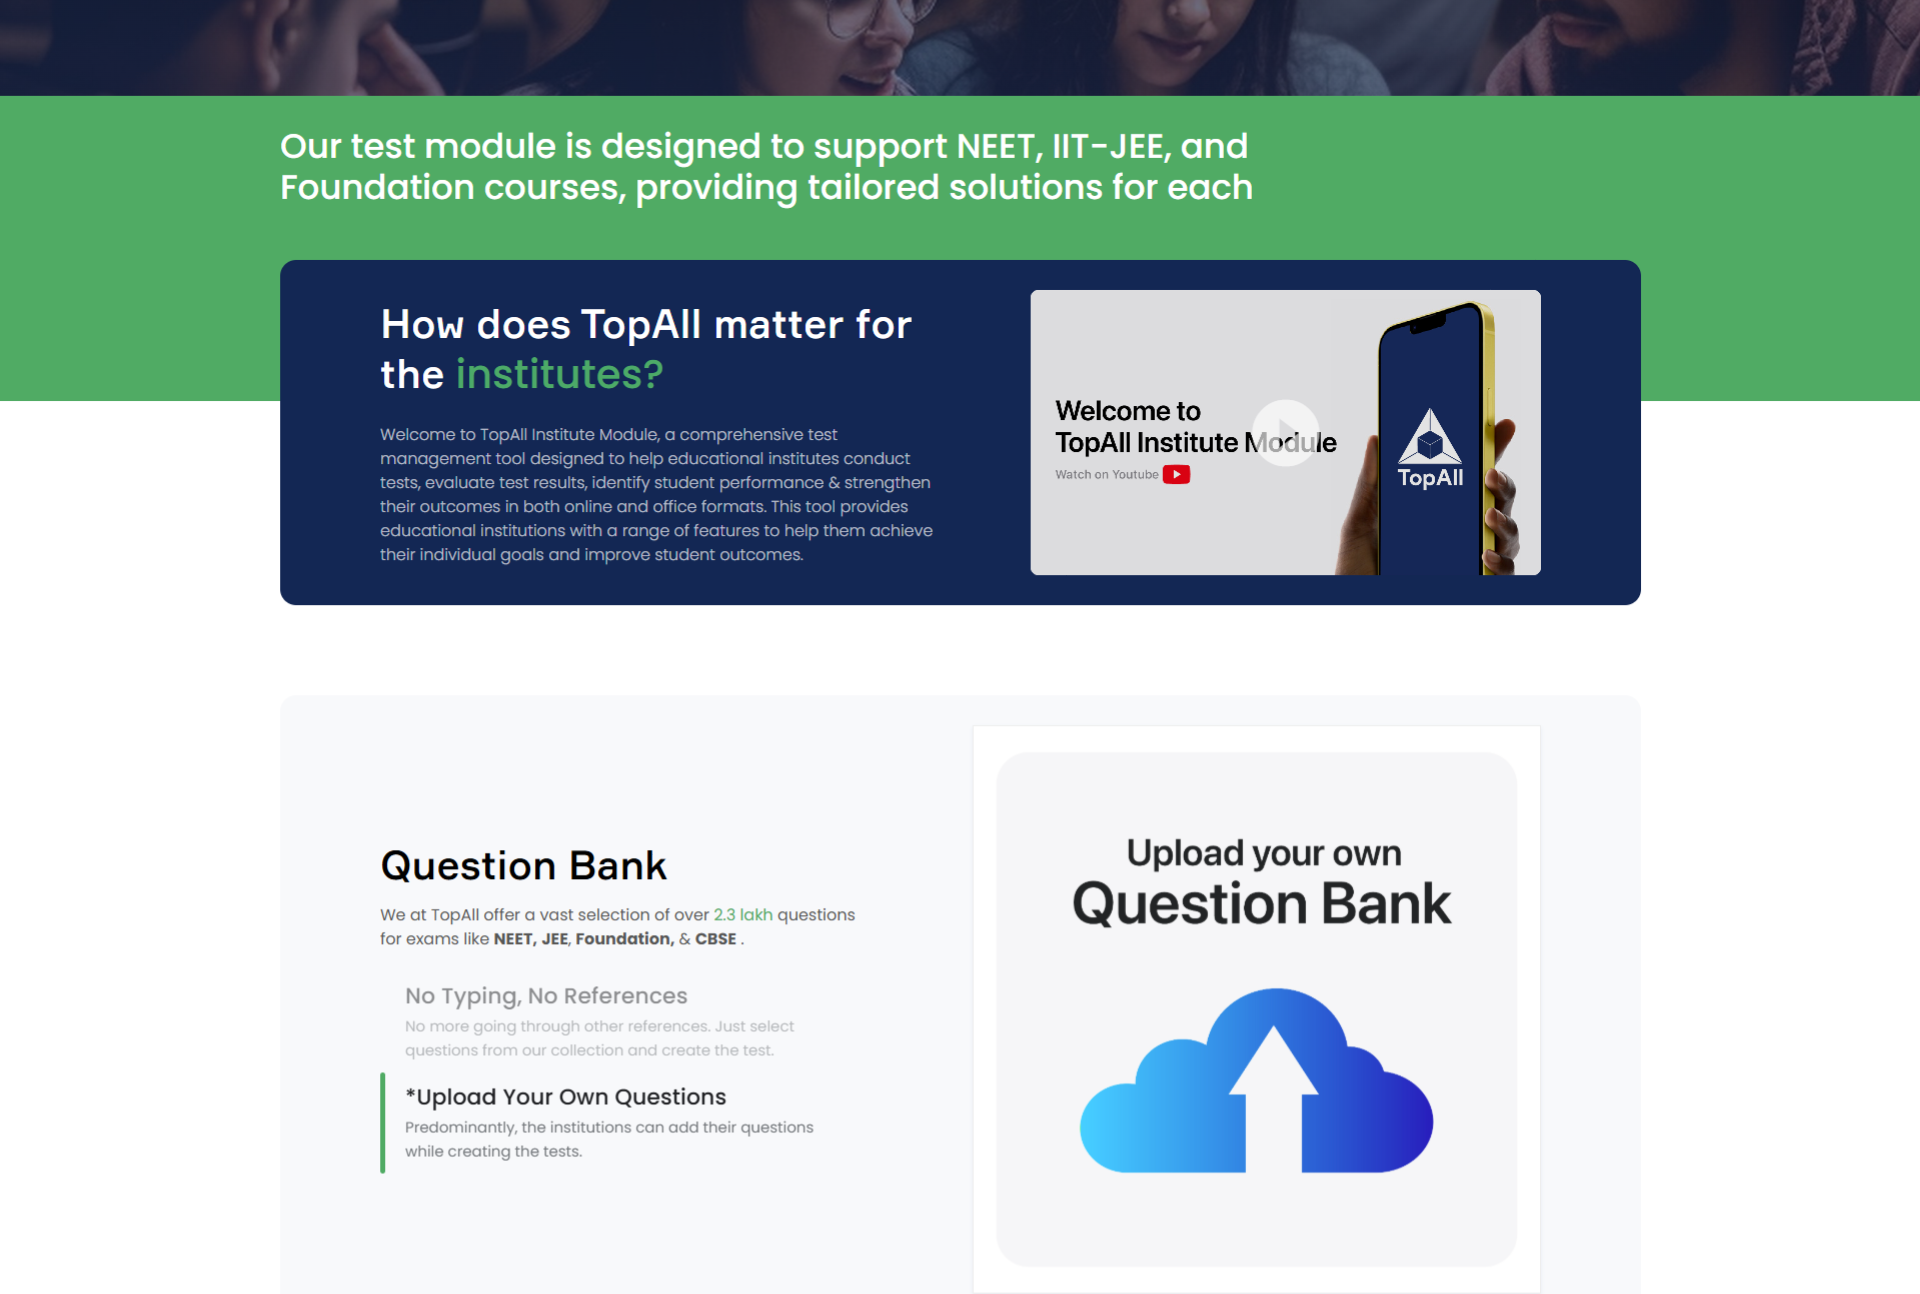 Our test module is designed to support NEET, IIT-JEE, and
Foundation courses, providing tailored solutions for each
How does TopAll matter for
the institutes?
Welcome to TopAll Institute Module, a comprehensive test
management tool designed to help educational institutes conduct
tests, evaluate test results, identify student performance & strengthen
their outcomes in both online and office formats. This tool provides
educational institutions with a range of features to help them achieve
their individual goals and improve student outcomes.
Welcome to
TopAll Institute Module
Watch on Youtube
TopAll
Question Bank
We at TopAll offer a vast selection of over 2.3 lakh questions
for exams like NEET, JEE, Foundation, & CBSE .
No Typing, No References
No more going through other references. Just select
questions from our collection and create the test.
*Upload Your Own Questions
Predominantly, the institutions can add their questions
while creating the tests.
Upload your own
Question Bank